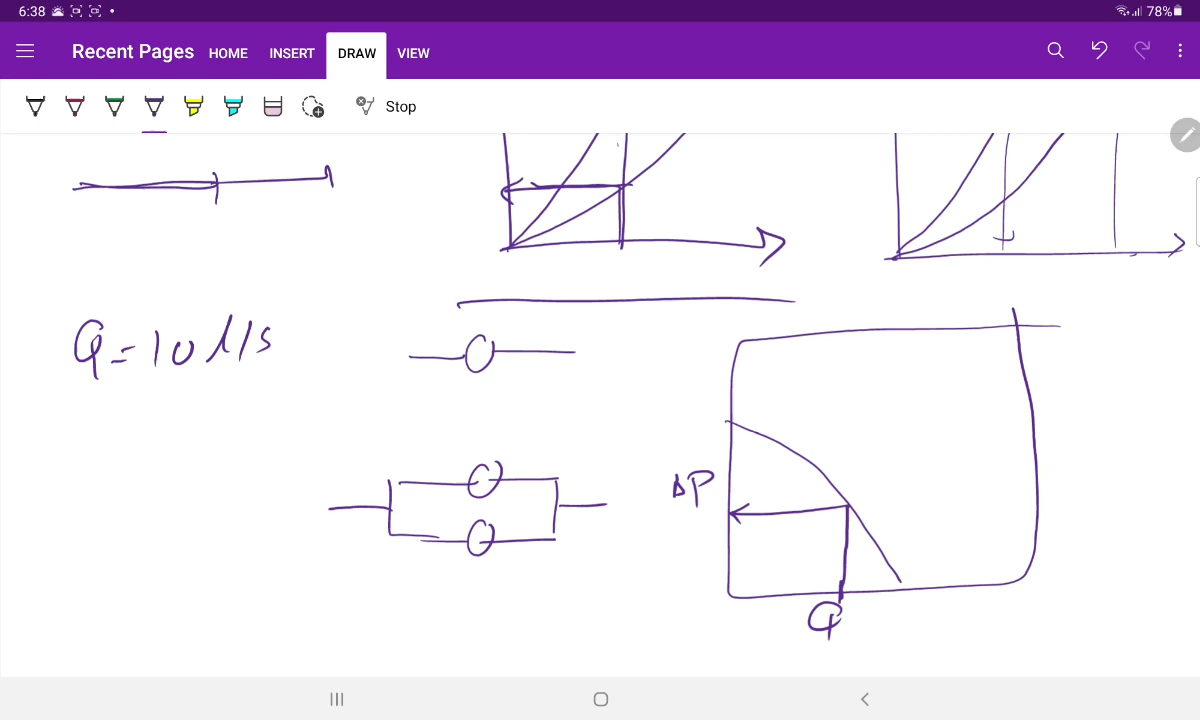 6:38 78%
Recent Pages HOME INSERT DRAW VIEW
Stop
Q=10 l/s
ΔP
Q